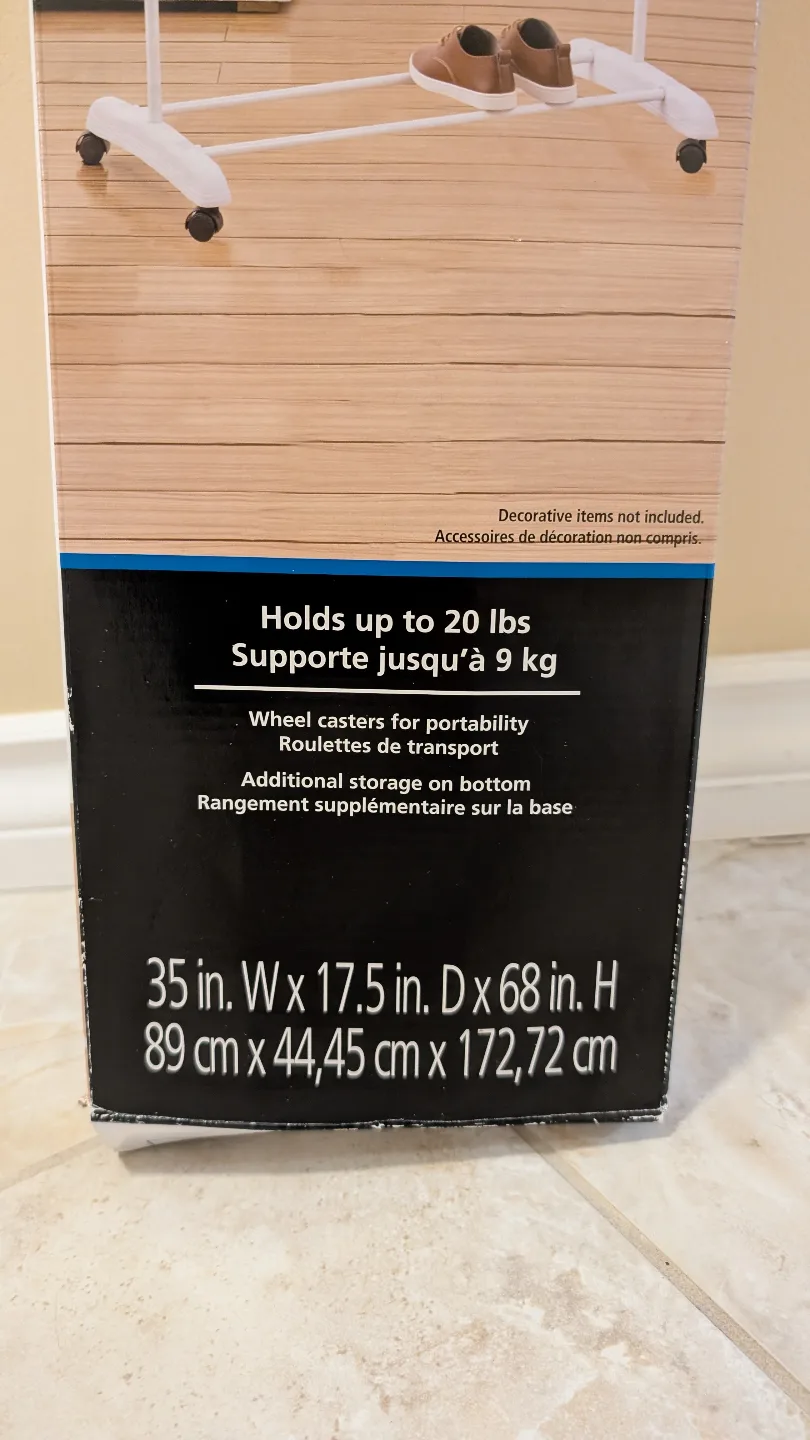 Decorative items not included.
Accessoires de décoration non compris.
Holds up to 20 lbs
Supporte jusqu'à 9 kg
Wheel casters for portability
Roulettes de transport
Additional storage on bottom
Rangement supplémentaire sur la base
35 in. W x 17.5 in. D x 68 in. H
89 cm x 44,45 cm x 172,72 cm